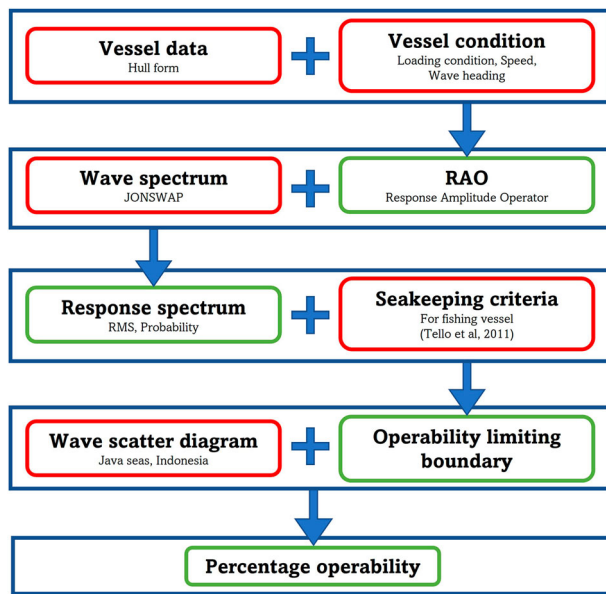 Vessel data
Hull form
Vessel condition
Loading condition, Speed,
Wave heading
Wave spectrum
JONSWAP
RAO
Response Amplitude Operator
Response spectrum
RMS, Probability
Seakeeping criteria
For fishing vessel
(Tello et al, 2011)
Wave scatter diagram
Java seas, Indonesia
Operability limiting
boundary
Percentage operability